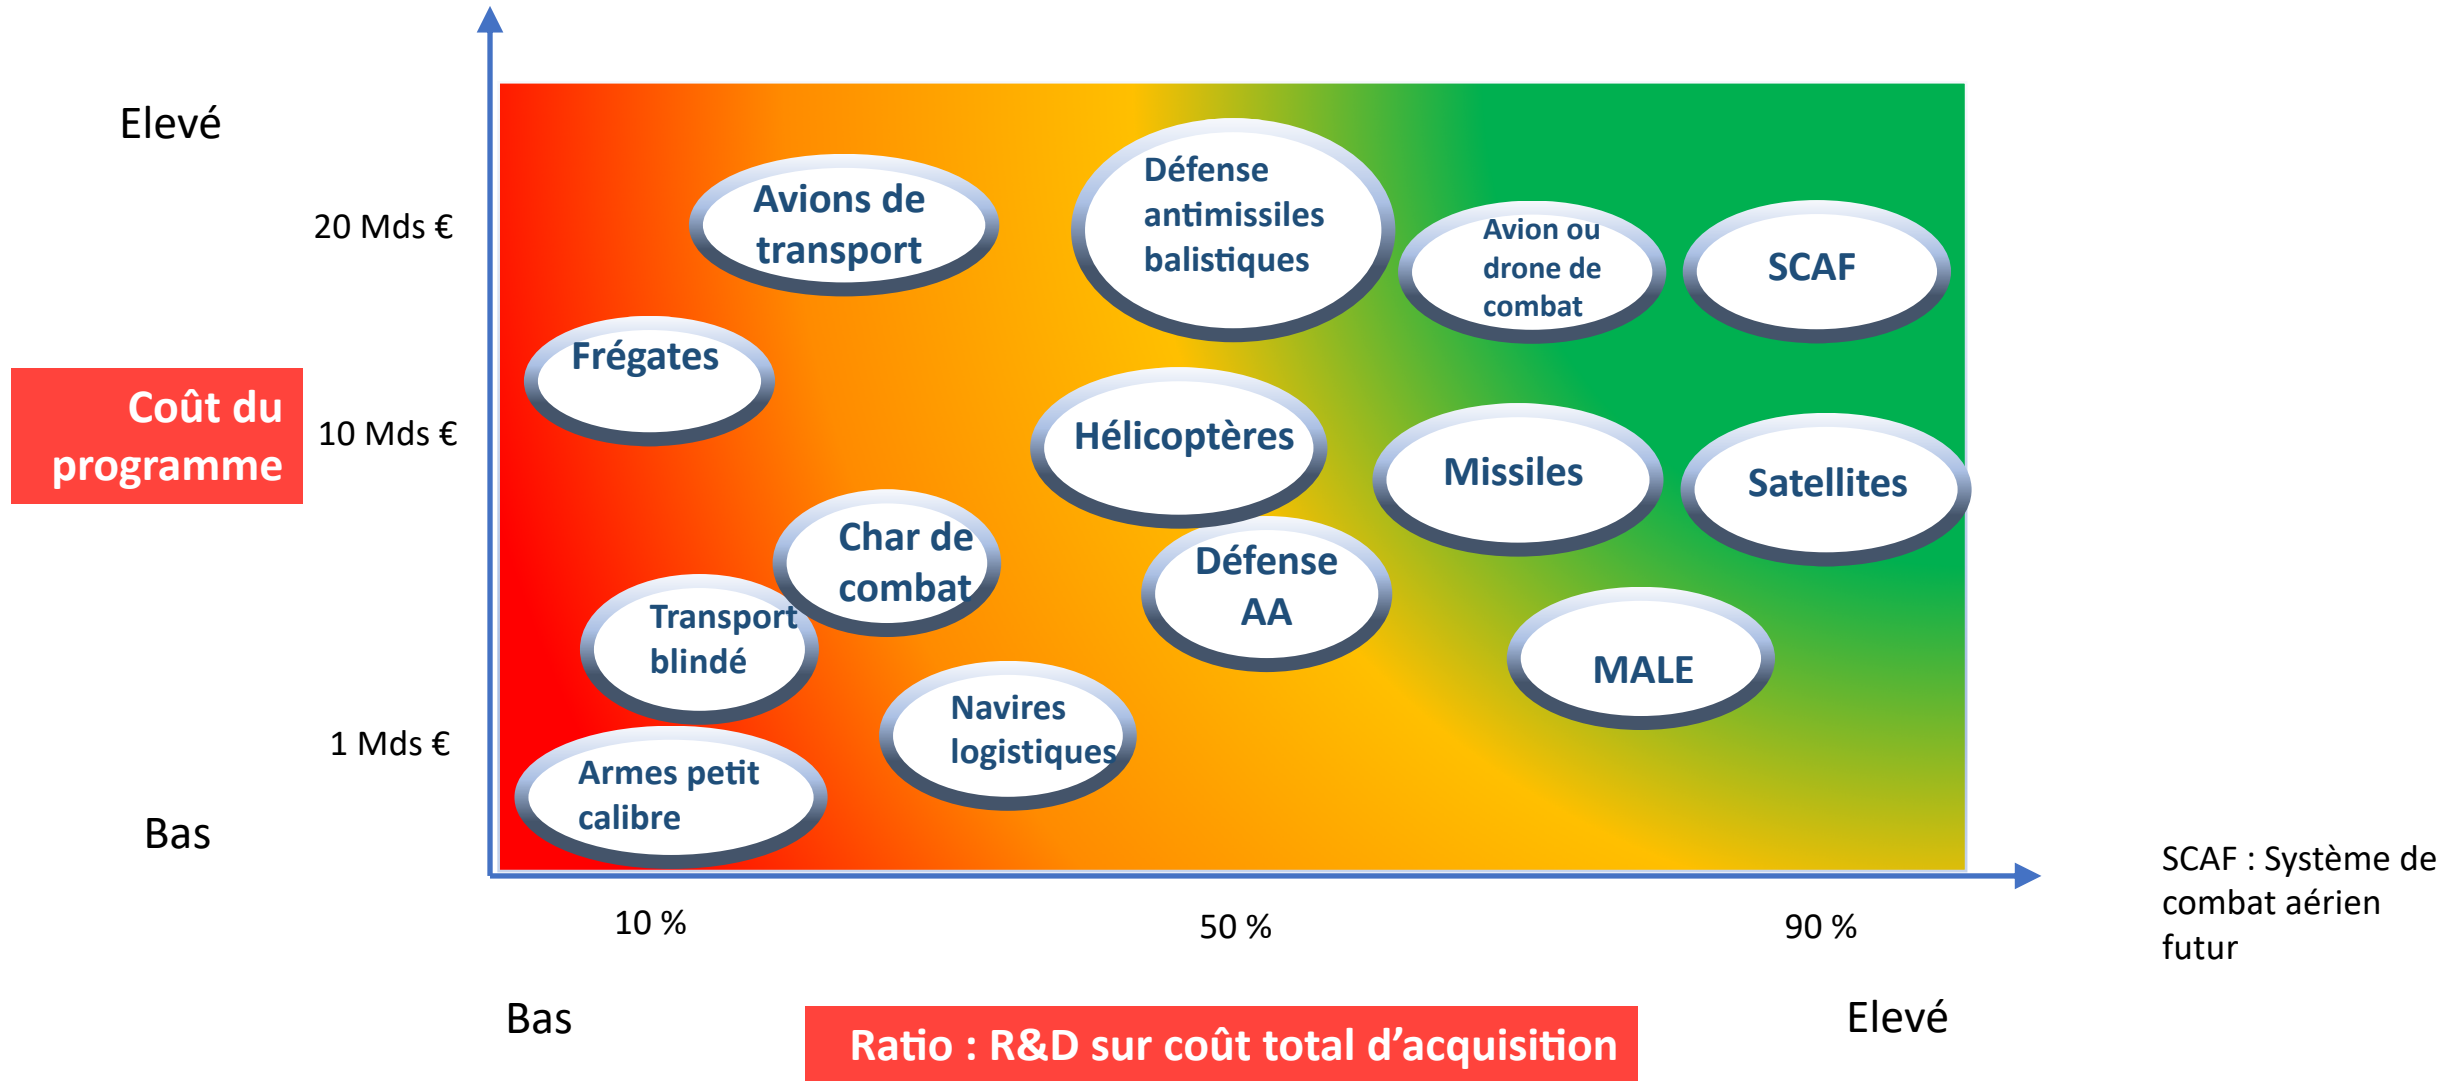 Elevé
20 Mds €
Coût du
programme
10 Mds €
1 Mds €
Bas
Avions de
transport
Défense
antimissiles
balistiques
Avion ou
drone de
combat
SCAF
Frégates
Hélicoptères
Missiles
Satellites
Char de
combat
Défense
AA
Transport
blindé
MALE
Navires
logistiques
Armes petit
calibre
10 %
50 %
90 %
Bas
Ratio : R&D sur coût total d’acquisition
Elevé
SCAF : Système de
combat aérien
futur